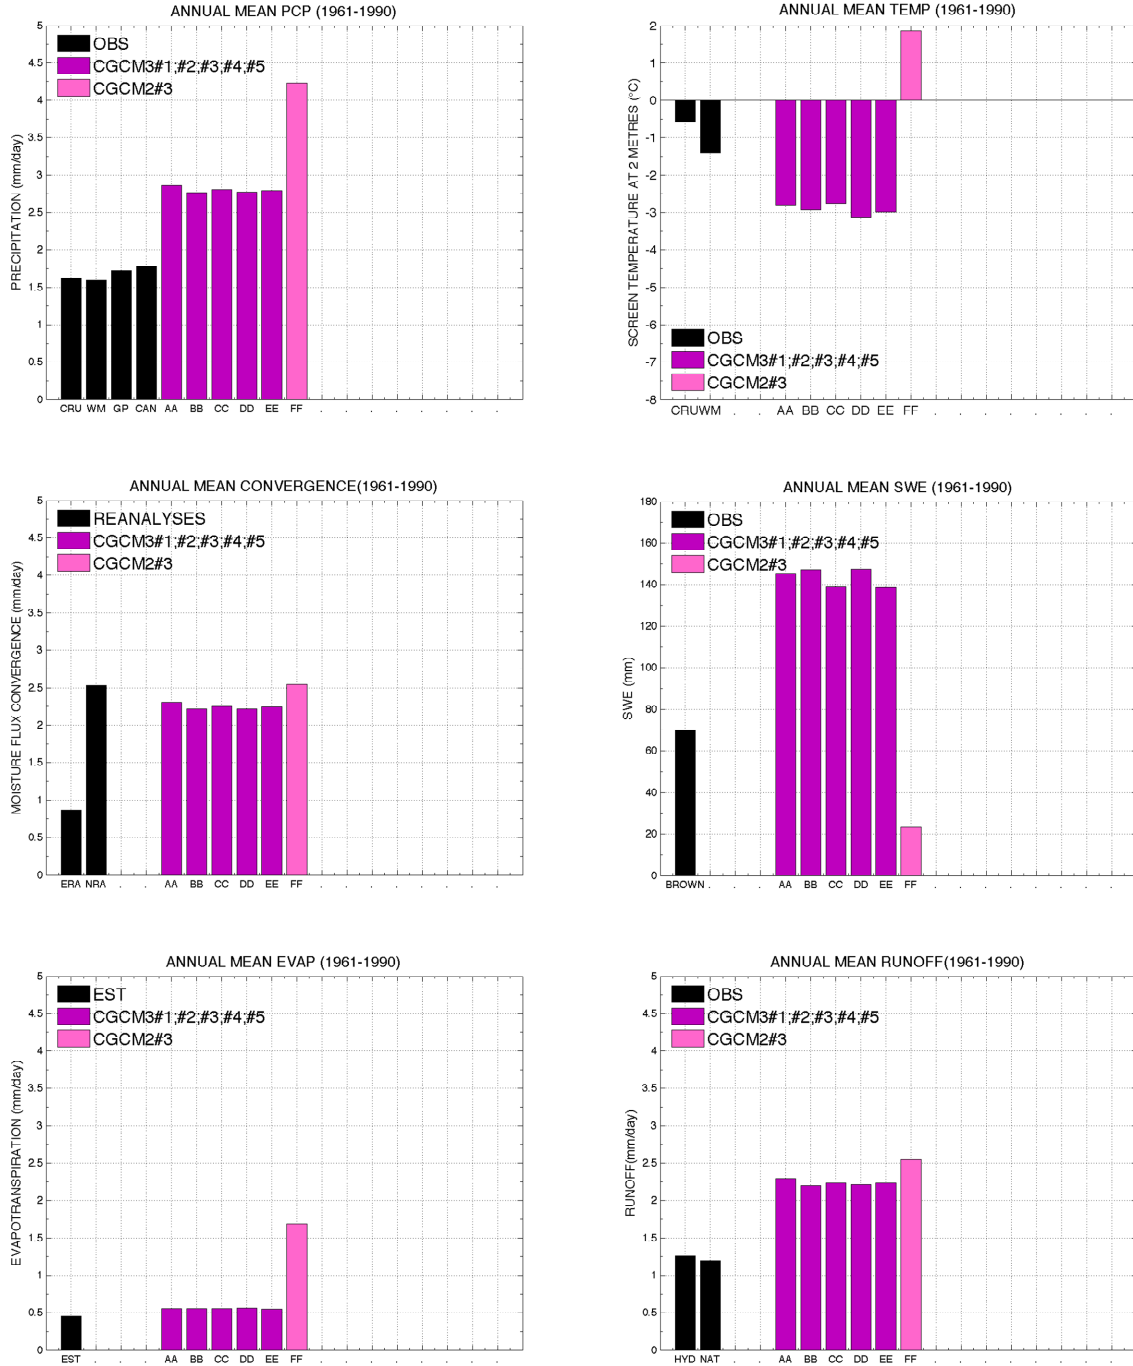 ANNUAL MEAN PCP (1961-1990)
PRECIPITATION (mm/day)
5
4.5
4
3.5
3
2.5
2
1.5
1
0.5
0
OBS
CGCM3#1;#2;#3;#4;#5
CGCM2#3
CRU WM GP CAN AA BB CC DD EE FF . . . . . . . .
ANNUAL MEAN TEMP (1961-1990)
SCREEN TEMPERATURE AT 2 METRES (°C)
2
1
0
-1
-2
-3
-4
-5
-6
-7
-8
OBS
CGCM3#1;#2;#3;#4;#5
CGCM2#3
CRU WM . . AA BB CC DD EE FF . . . . . . . .
ANNUAL MEAN CONVERGENCE(1961-1990)
MOISTURE FLUX CONVERGENCE (mm/day)
5
4.5
4
3.5
3
2.5
2
1.5
1
0.5
0
REANALYSES
CGCM3#1;#2;#3;#4;#5
CGCM2#3
ERA NRA . . AA BB CC DD EE FF . . . . . . . .
ANNUAL MEAN SWE (1961-1990)
SWE (mm)
180
160
140
120
100
80
60
40
20
0
OBS
CGCM3#1;#2;#3;#4;#5
CGCM2#3
BROWN . . . AA BB CC DD EE FF . . . . . . . .
ANNUAL MEAN EVAP (1961-1990)
EVAPOTRANSPIRATION (mm/day)
5
4.5
4
3.5
3
2.5
2
1.5
1
0.5
0
EST
CGCM3#1;#2;#3;#4;#5
CGCM2#3
EST . . . AA BB CC DD EE FF . . . . . . . .
ANNUAL MEAN RUNOFF(1961-1990)
RUNOFF(mm/day)
5
4.5
4
3.5
3
2.5
2
1.5
1
0.5
0
OBS
CGCM3#1;#2;#3;#4;#5
CGCM2#3
HYD NAT . . AA BB CC DD EE FF . . . . . . . .